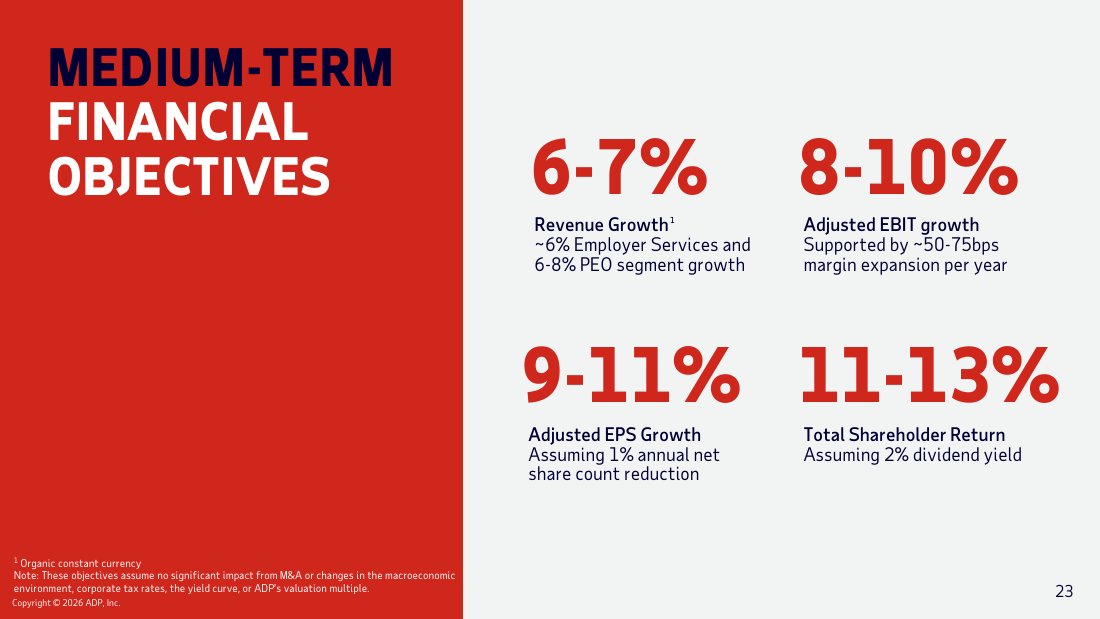 MEDIUM-TERM
FINANCIAL
OBJECTIVES
6-7%
Revenue Growth¹
~6% Employer Services and
6-8% PEO segment growth
8-10%
Adjusted EBIT growth
Supported by ~50-75bps
margin expansion per year
9-11%
Adjusted EPS Growth
Assuming 1% annual net
share count reduction
11-13%
Total Shareholder Return
Assuming 2% dividend yield
¹ Organic constant currency
Note: These objectives assume no significant impact from M&A or changes in the macroeconomic
environment, corporate tax rates, the yield curve, or ADP's valuation multiple.
Copyright © 2026 ADP, Inc.
23